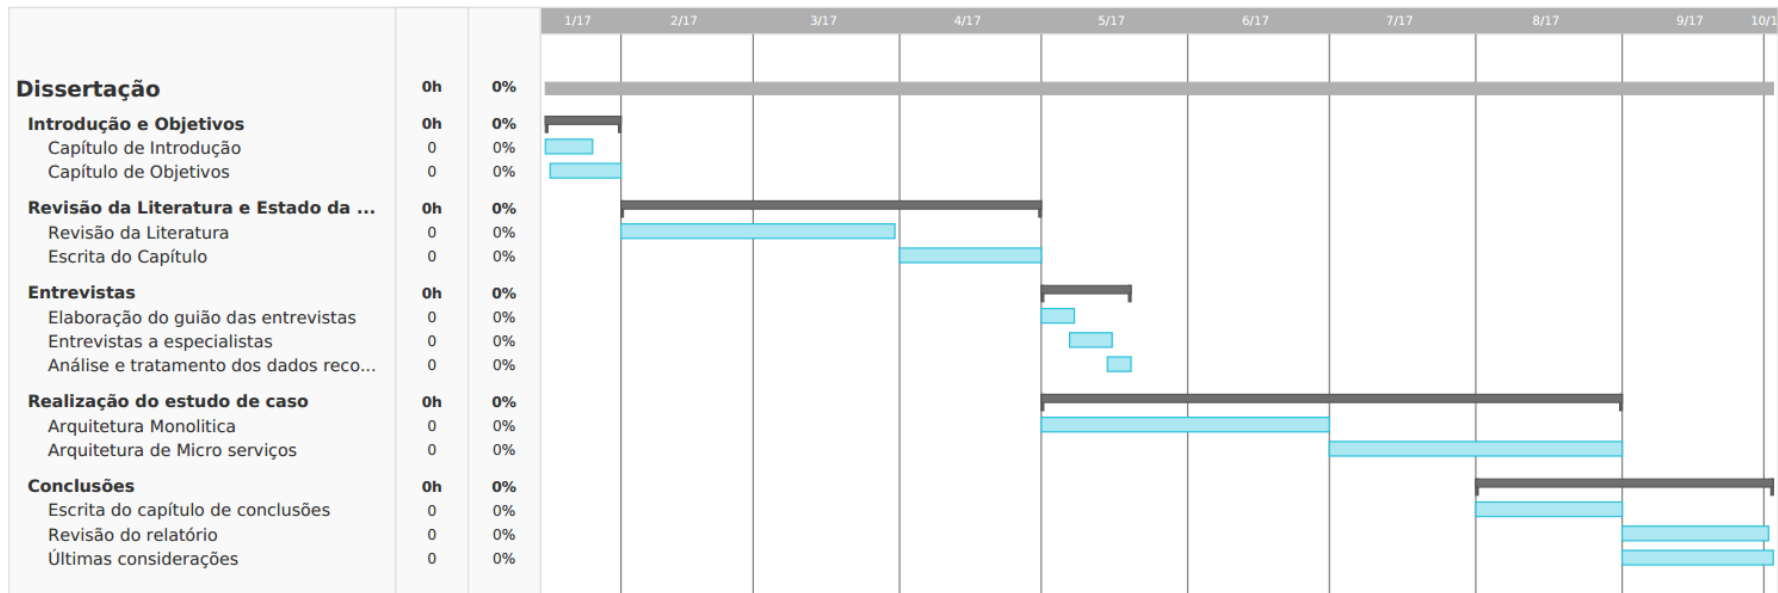 1/17 2/17 3/17 4/17 5/17 6/17 7/17 8/17 9/17 10/1
Dissertação 0h 0%
Introdução e Objetivos 0h 0%
Capítulo de Introdução 0 0%
Capítulo de Objetivos 0 0%
Revisão da Literatura e Estado da ... 0h 0%
Revisão da Literatura 0 0%
Escrita do Capítulo 0 0%
Entrevistas 0h 0%
Elaboração do guião das entrevistas 0 0%
Entrevistas a especialistas 0 0%
Análise e tratamento dos dados reco... 0 0%
Realização do estudo de caso 0h 0%
Arquitetura Monolitica 0 0%
Arquitetura de Micro serviços 0 0%
Conclusões 0h 0%
Escrita do capítulo de conclusões 0 0%
Revisão do relatório 0 0%
Últimas considerações 0 0%